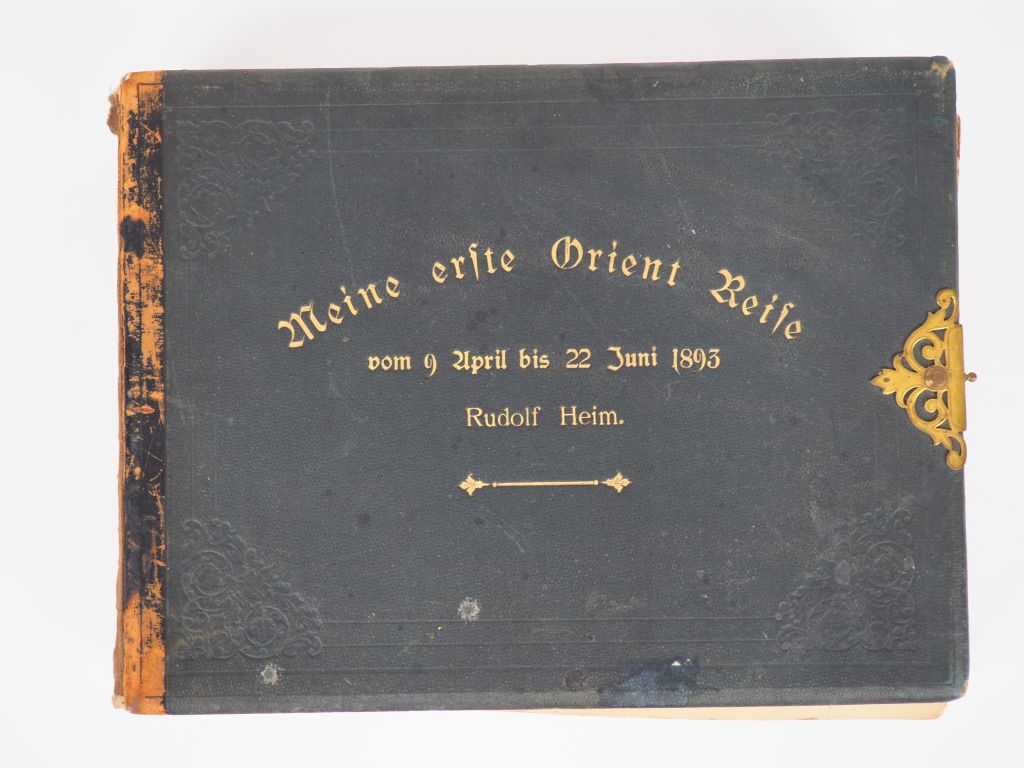 Meine erſte Orient Reiſe
vom 9 April bis 22 Juni 1893
Rudolf Heim.